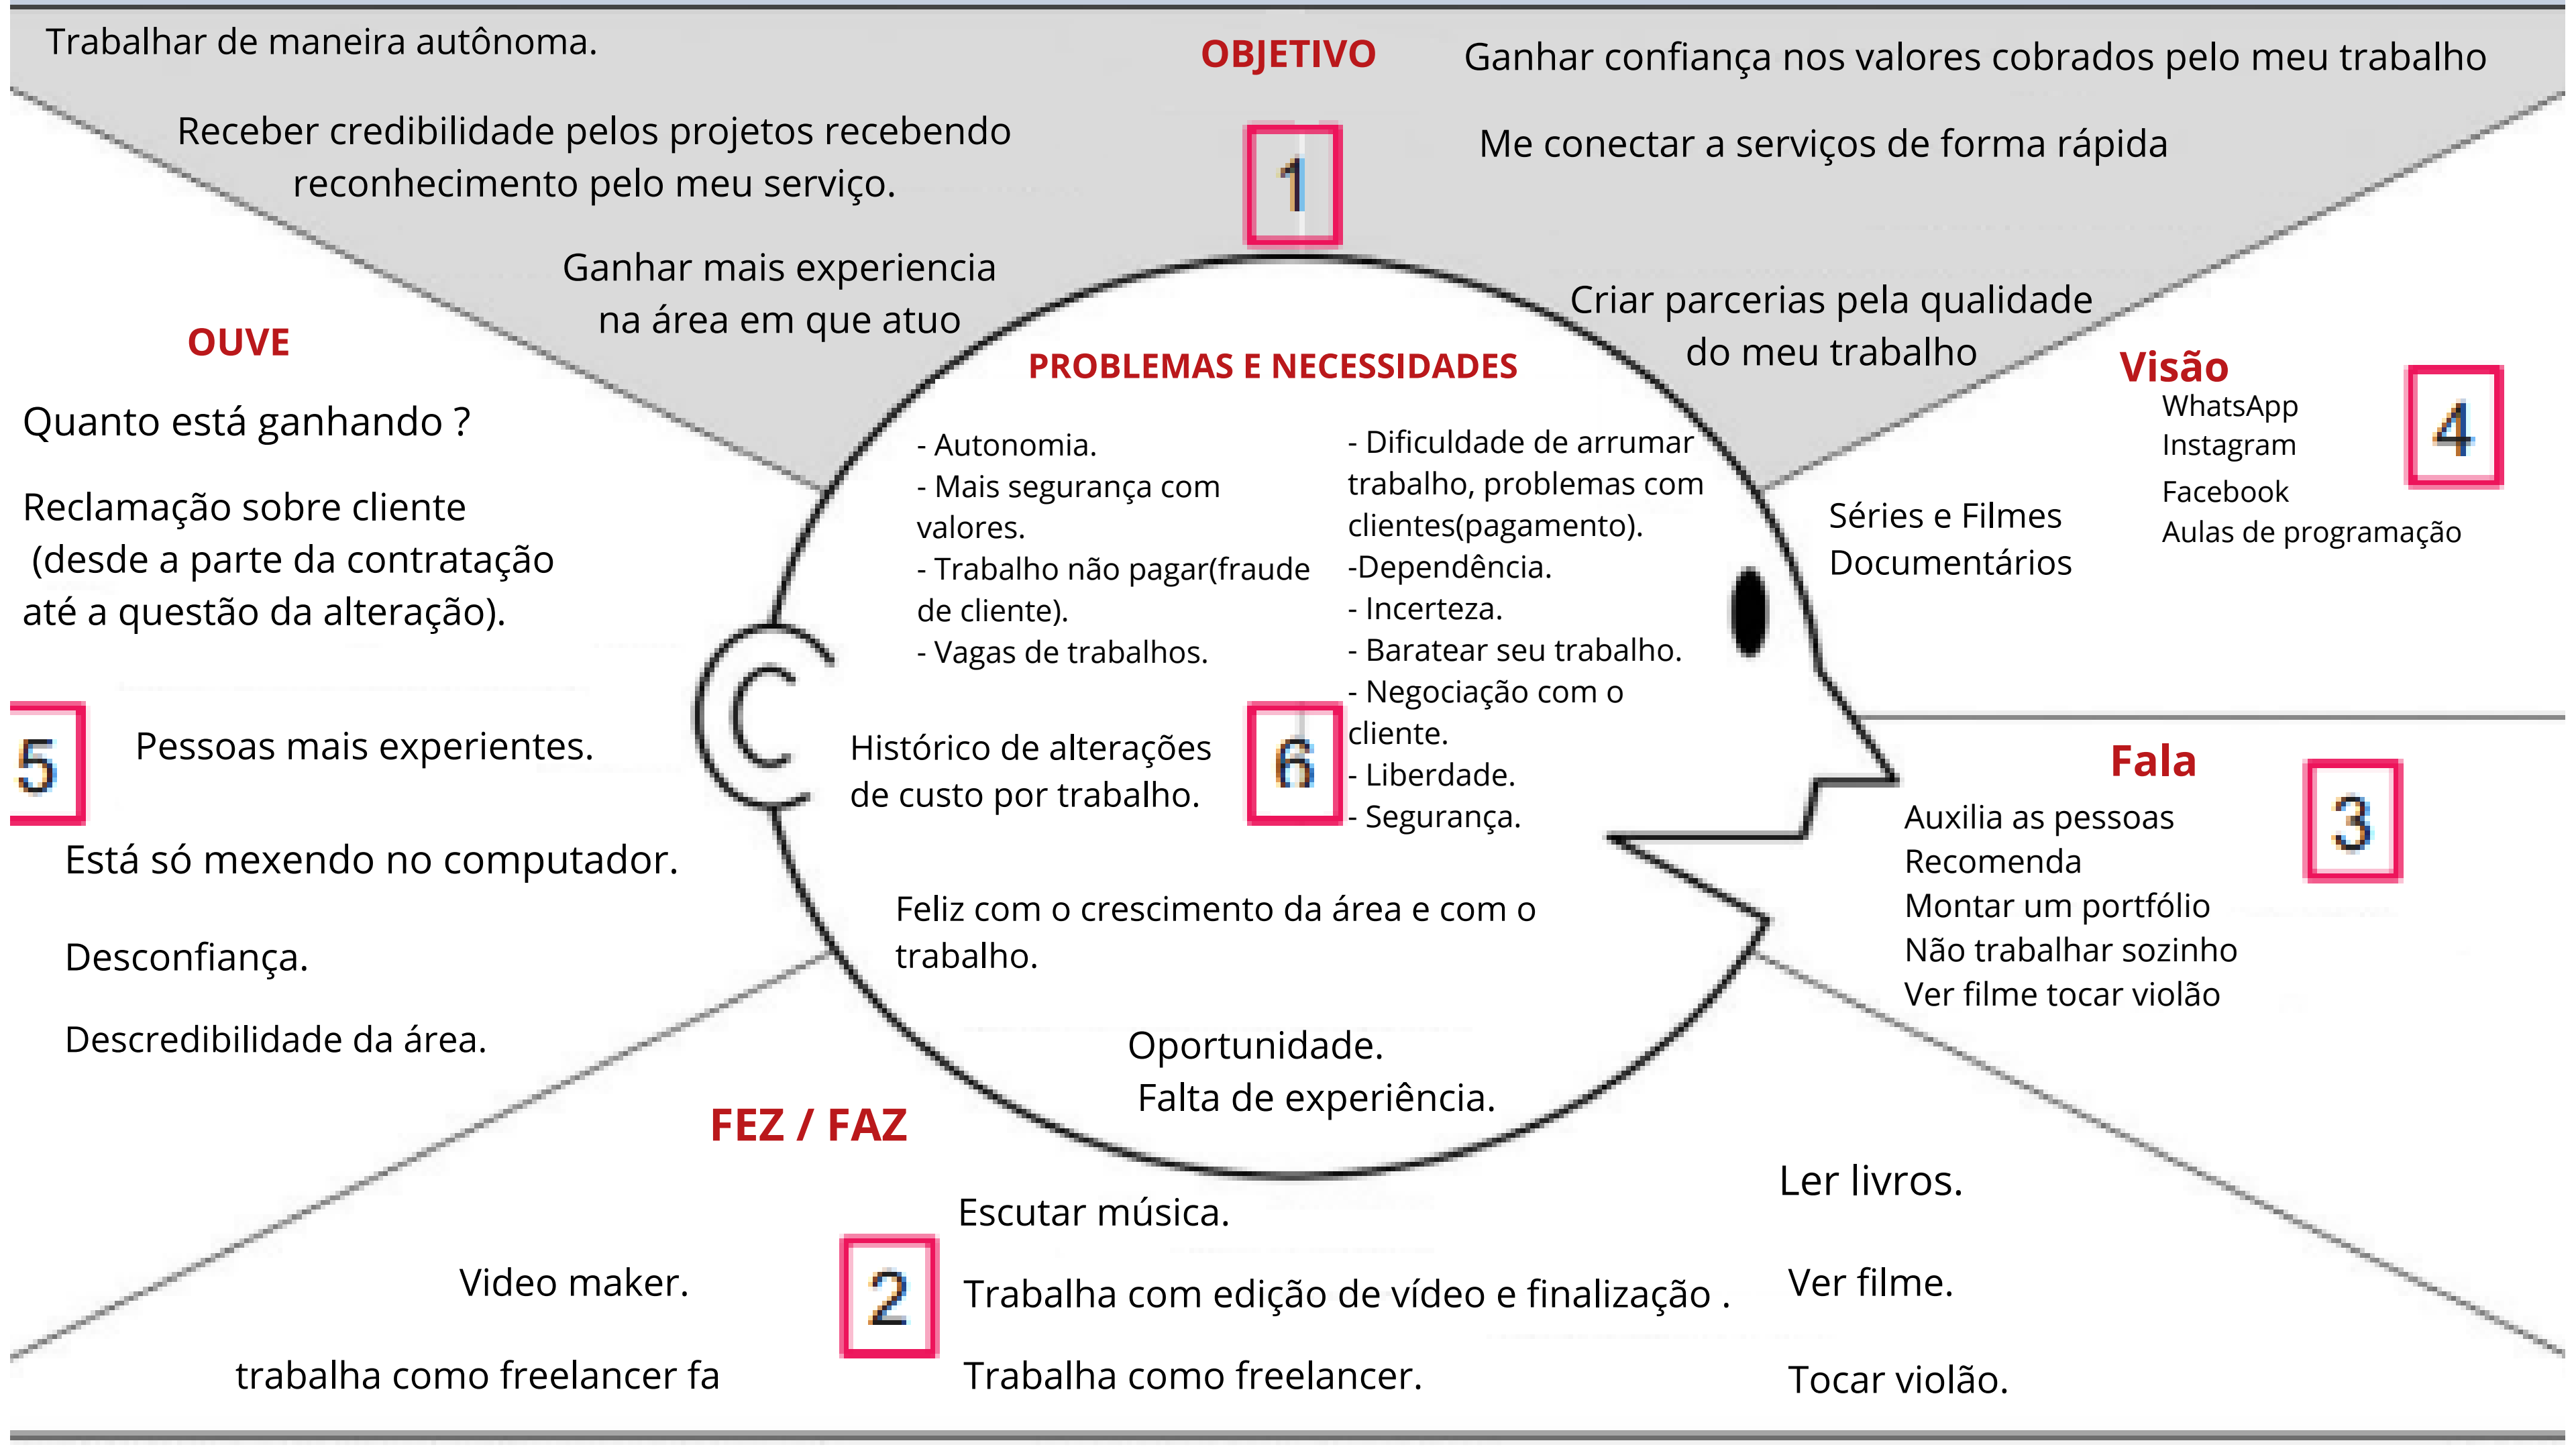 Trabalhar de maneira autônoma.
Receber credibilidade pelos projetos recebendo
reconhecimento pelo meu serviço.
Ganhar mais experiencia
na área em que atuo
OBJETIVO
1
Ganhar confiança nos valores cobrados pelo meu trabalho
Me conectar a serviços de forma rápida
Criar parcerias pela qualidade
do meu trabalho
OUVE
Quanto está ganhando ?
Reclamação sobre cliente
(desde a parte da contratação
até a questão da alteração).
5
Pessoas mais experientes.
Está só mexendo no computador.
Desconfiança.
Descredibilidade da área.
PROBLEMAS E NECESSIDADES
- Autonomia.
- Mais segurança com
valores.
- Trabalho não pagar(fraude
de cliente).
- Vagas de trabalhos.
Histórico de alterações
de custo por trabalho.
6
- Dificuldade de arrumar
trabalho, problemas com
clientes(pagamento).
-Dependência.
- Incerteza.
- Baratear seu trabalho.
- Negociação com o
cliente.
- Liberdade.
- Segurança.
Feliz com o crescimento da área e com o
trabalho.
Oportunidade.
Falta de experiência.
Visão
WhatsApp
Instagram
Facebook
Aulas de programação
4
Séries e Filmes
Documentários
Fala
3
Auxilia as pessoas
Recomenda
Montar um portfólio
Não trabalhar sozinho
Ver filme tocar violão
FEZ / FAZ
Video maker.
trabalha como freelancer fa
2
Escutar música.
Trabalha com edição de vídeo e finalização .
Trabalha como freelancer.
Ler livros.
Ver filme.
Tocar violão.